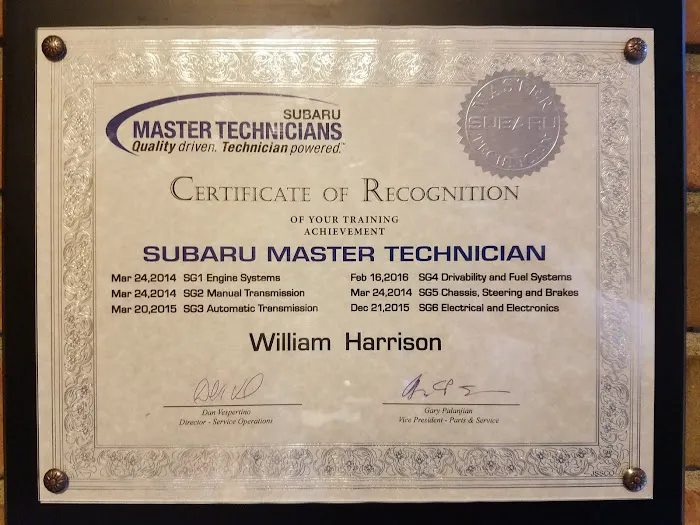 SUBARU
MASTER TECHNICIANS
Quality driven. Technician powered.™
MASTER
SUBARU
TECHNICIAN
CERTIFICATE OF RECOGNITION
OF YOUR TRAINING
ACHIEVEMENT
SUBARU MASTER TECHNICIAN
Mar 24,2014 SG1 Engine Systems
Mar 24,2014 SG2 Manual Transmission
Mar 20,2015 SG3 Automatic Transmission
Feb 16,2016 SG4 Drivability and Fuel Systems
Mar 24,2014 SG5 Chassis, Steering and Brakes
Dec 21,2015 SG6 Electrical and Electronics
William Harrison
Dan Vespertino
Director - Service Operations
Gary Palanjian
Vice President - Parts & Service